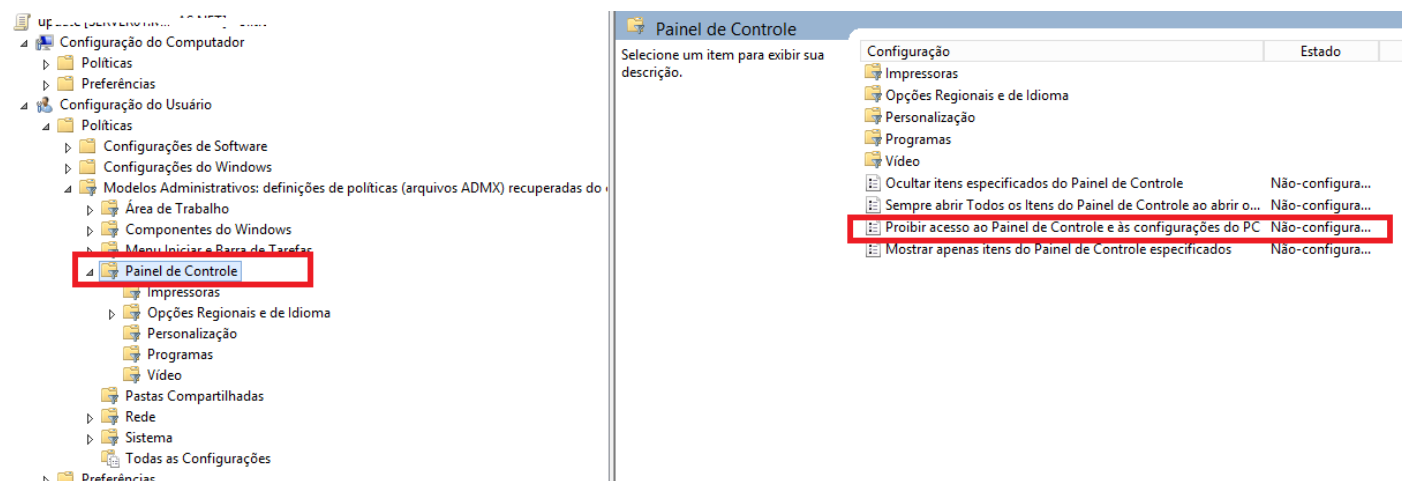 Configuração do Computador
Políticas
Preferências
Configuração do Usuário
Políticas
Configurações de Software
Configurações do Windows
Modelos Administrativos: definições de políticas (arquivos ADMX) recuperadas do
Área de Trabalho
Componentes do Windows
Menu Iniciar e Barra de Tarefas
Painel de Controle
Impressoras
Opções Regionais e de Idioma
Personalização
Programas
Vídeo
Pastas Compartilhadas
Rede
Sistema
Todas as Configurações
Preferências
Painel de Controle
Selecione um item para exibir sua
descrição.
Configuração Estado
Impressoras
Opções Regionais e de Idioma
Personalização
Programas
Vídeo
Ocultar itens especificados do Painel de Controle Não-configura...
Sempre abrir Todos os Itens do Painel de Controle ao abrir o... Não-configura...
Proibir acesso ao Painel de Controle e às configurações do PC Não-configura...
Mostrar apenas itens do Painel de Controle especificados Não-configura...